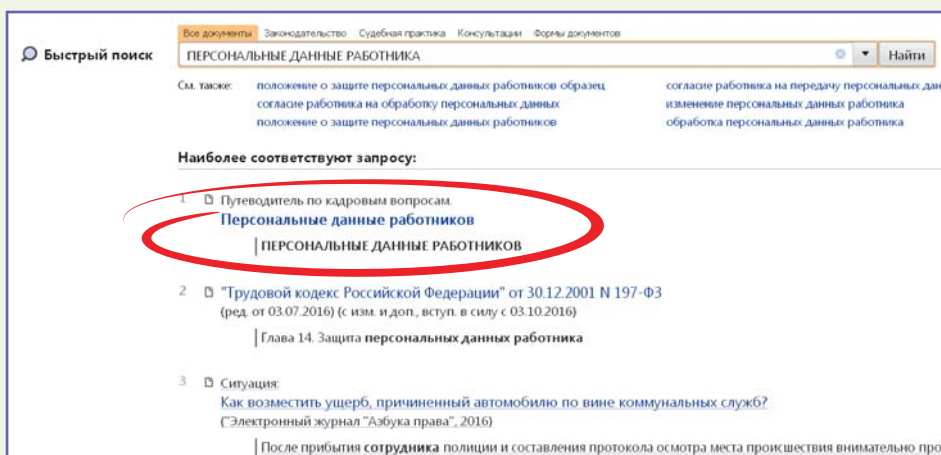 Все документы Законодательство Судебная практика Консультации Формы документов
Быстрый поиск
ПЕРСОНАЛЬНЫЕ ДАННЫЕ РАБОТНИКА
Найти
См. также: положение о защите персональных данных работников образец согласие работника на передачу персональных дан
согласие работника на обработку персональных данных изменение персональных данных работника
положение о защите персональных данных работников обработка персональных данных работника
Наиболее соответствуют запросу:
1 Путеводитель по кадровым вопросам.
Персональные данные работников
ПЕРСОНАЛЬНЫЕ ДАННЫЕ РАБОТНИКОВ
2 "Трудовой кодекс Российской Федерации" от 30.12.2001 N 197-ФЗ
(ред. от 03.07.2016) (с изм. и доп., вступ. в силу с 03.10.2016)
Глава 14. Защита персональных данных работника
3 Ситуация:
Как возместить ущерб, причиненный автомобилю по вине коммунальных служб?
("Электронный журнал "Азбука права", 2016)
После прибытия сотрудника полиции и составления протокола осмотра места происшествия внимательно про